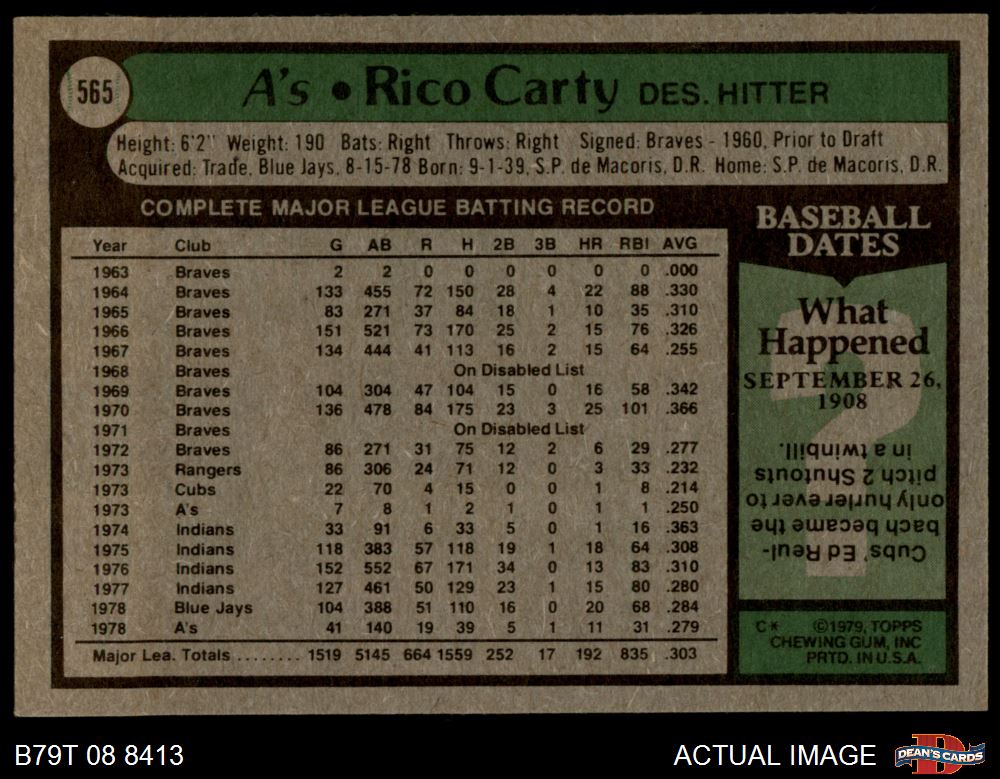 565
A's • Rico Carty DES. HITTER
Height: 6'2" Weight: 190 Bats: Right Throws: Right Signed: Braves - 1960, Prior to Draft
Acquired: Trade, Blue Jays, 8-15-78 Born: 9-1-39, S.P. de Macoris, D.R. Home: S.P. de Macoris, D.R.
COMPLETE MAJOR LEAGUE BATTING RECORD
Year Club G AB R H 2B 3B HR RBI AVG
1963 Braves 2 2 0 0 0 0 0 0 .000
1964 Braves 133 455 72 150 28 4 22 88 .330
1965 Braves 83 271 37 84 18 1 10 35 .310
1966 Braves 151 521 73 170 25 2 15 76 .326
1967 Braves 134 444 41 113 16 2 15 64 .255
1968 Braves On Disabled List
1969 Braves 104 304 47 104 15 0 16 58 .342
1970 Braves 136 478 84 175 23 3 25 101 .366
1971 Braves On Disabled List
1972 Braves 86 271 31 75 12 2 6 29 .277
1973 Rangers 86 306 24 71 12 0 3 33 .232
1973 Cubs 22 70 4 15 0 0 1 8 .214
1973 A's 7 8 1 2 1 0 1 1 .250
1974 Indians 33 91 6 33 5 0 1 16 .363
1975 Indians 118 383 57 118 19 1 18 64 .308
1976 Indians 152 552 67 171 34 0 13 83 .310
1977 Indians 127 461 50 129 23 1 15 80 .280
1978 Blue Jays 104 388 51 110 16 0 20 68 .284
1978 A's 41 140 19 39 5 1 11 31 .279
Major Lea. Totals ........ 1519 5145 664 1559 252 17 192 835 .303
BASEBALL
DATES
What
Happened
SEPTEMBER 26,
1908
Cubs' Ed Reul-
bach became the
only hurler ever to
pitch 2 Shutouts
in a twinbill.
C* ©1979, TOPPS
CHEWING GUM, INC
PRTD. IN U.S.A.
B79T 08 8413
ACTUAL IMAGE
DEAN'S CARDS